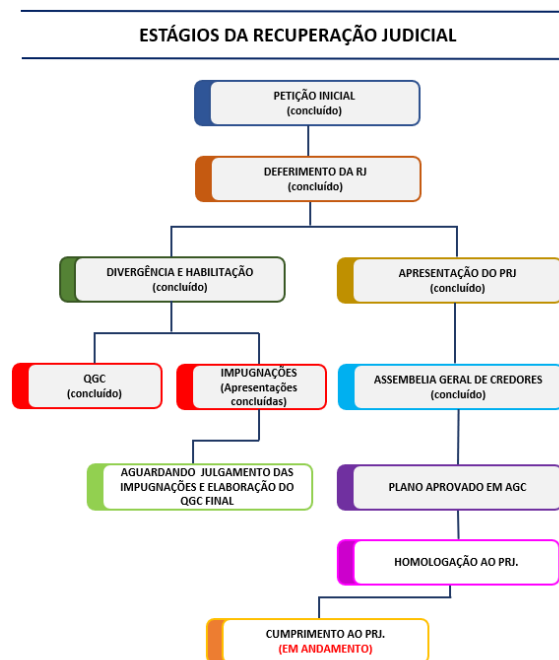 ESTÁGIOS DA RECUPERAÇÃO JUDICIAL
PETIÇÃO INICIAL
(concluído)
DEFERIMENTO DA RJ
(concluído)
DIVERGÊNCIA E HABILITAÇÃO
(concluído)
APRESENTAÇÃO DO PRJ
(concluído)
QGC
(concluído)
IMPUGNAÇÕES
(Apresentações
concluídas)
ASSEMBELIA GERAL DE CREDORES
(concluído)
AGUARDANDO JULGAMENTO DAS
IMPUGNAÇÕES E ELABORAÇÃO DO
QGC FINAL
PLANO APROVADO EM AGC
HOMOLOGAÇÃO AO PRJ.
CUMPRIMENTO AO PRJ.
(EM ANDAMENTO)